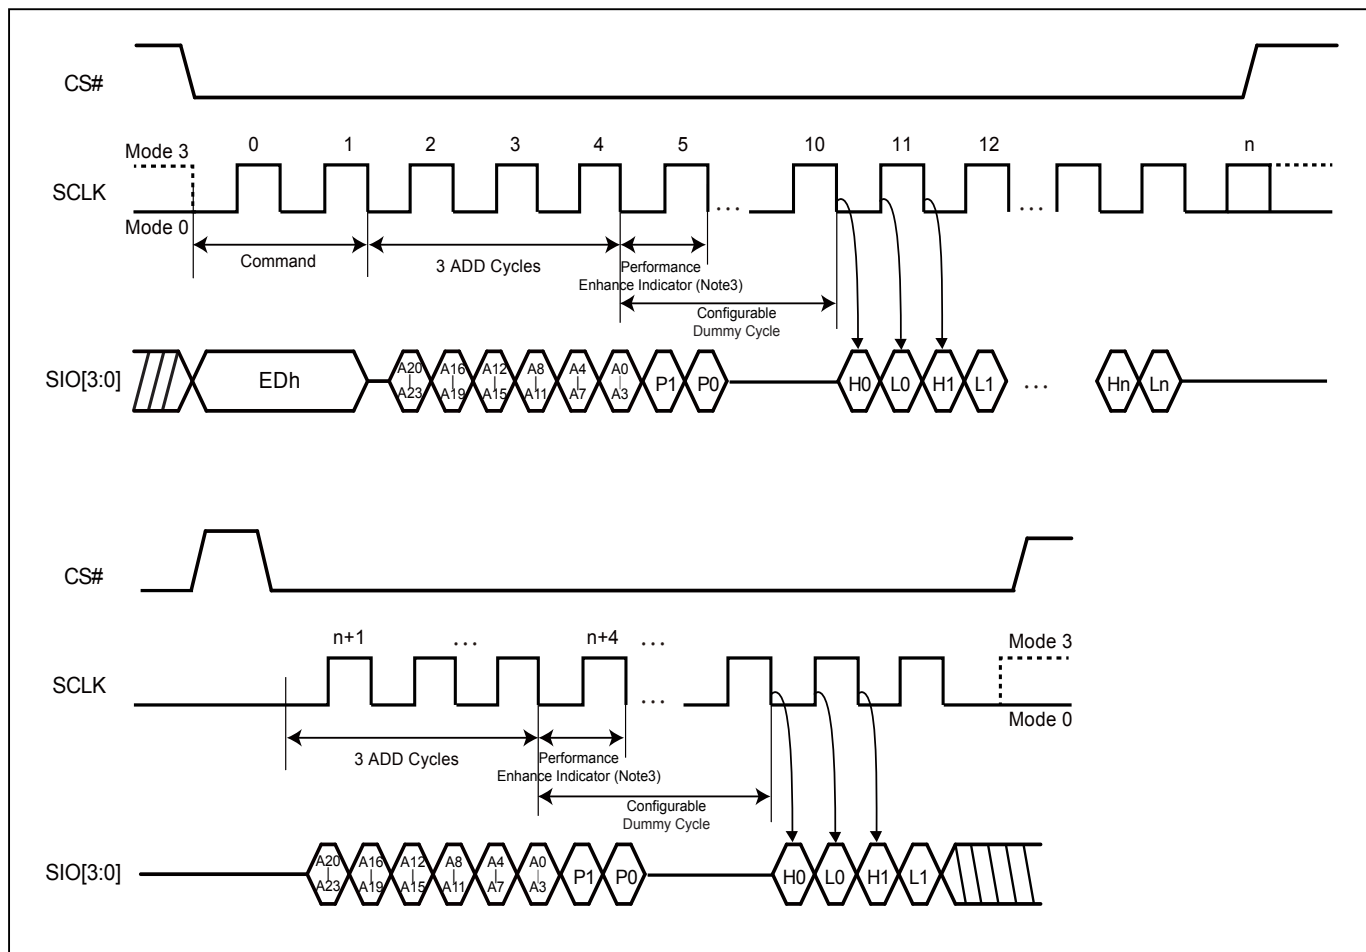 CS#
0 1 2 3 4 5 10 11 12 n
Mode 3
SCLK
... ...
Mode 0
Command
3 ADD Cycles
Performance
Enhance Indicator (Note3)
Configurable
Dummy Cycle
SIO[3:0]
EDh
A20
|
A23
A16
|
A19
A12
|
A15
A8
|
A11
A4
|
A7
A0
|
A3
P1
P0
H0
L0
H1
L1
...
Hn
Ln
CS#
n+1 ... n+4 ...
Mode 3
SCLK
...
Mode 0
3 ADD Cycles
Performance
Enhance Indicator (Note3)
Configurable
Dummy Cycle
SIO[3:0]
A20
|
A23
A16
|
A19
A12
|
A15
A8
|
A11
A4
|
A7
A0
|
A3
P1
P0
H0
L0
H1
L1